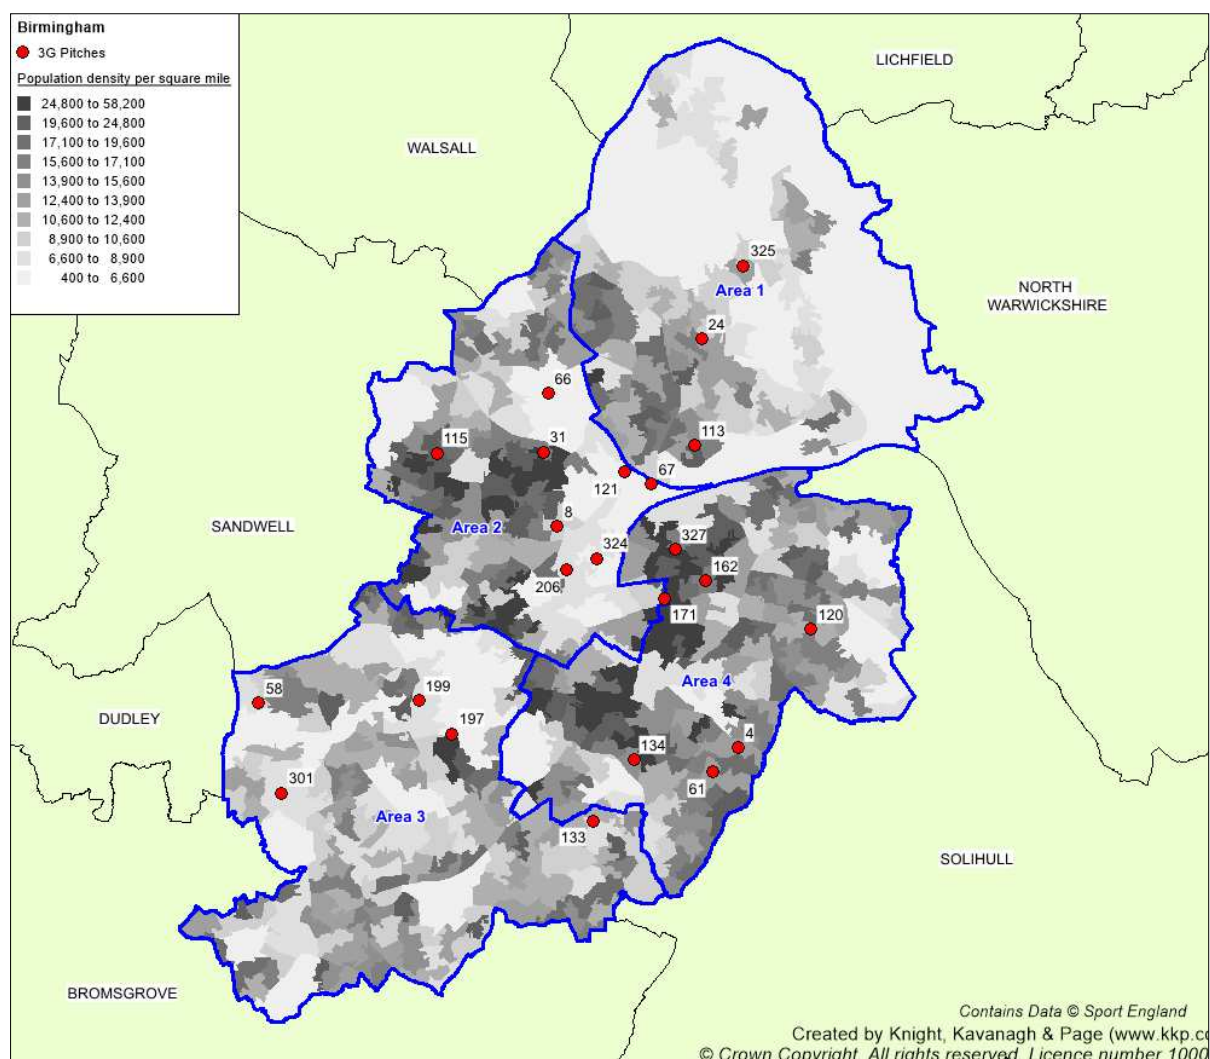 Birmingham
3G Pitches
Population density per square mile
24,800 to 58,200
19,600 to 24,800
17,100 to 19,600
15,600 to 17,100
13,900 to 15,600
12,400 to 13,900
10,600 to 12,400
8,900 to 10,600
6,600 to 8,900
400 to 6,600
LICHFIELD
WALSALL
325
Area 1
NORTH
WARWICKSHIRE
24
66
113
115
31
67
121
8
SANDWELL
Area 2
327
324
162
206
171
120
Area 4
58
199
DUDLEY
197
4
134
301
61
Area 3
133
SOLIHULL
BROMSGROVE
Contains Data © Sport England
Created by Knight, Kavanagh & Page (www.kkp.co
© Crown Copyright. All rights reserved. Licence number 1000